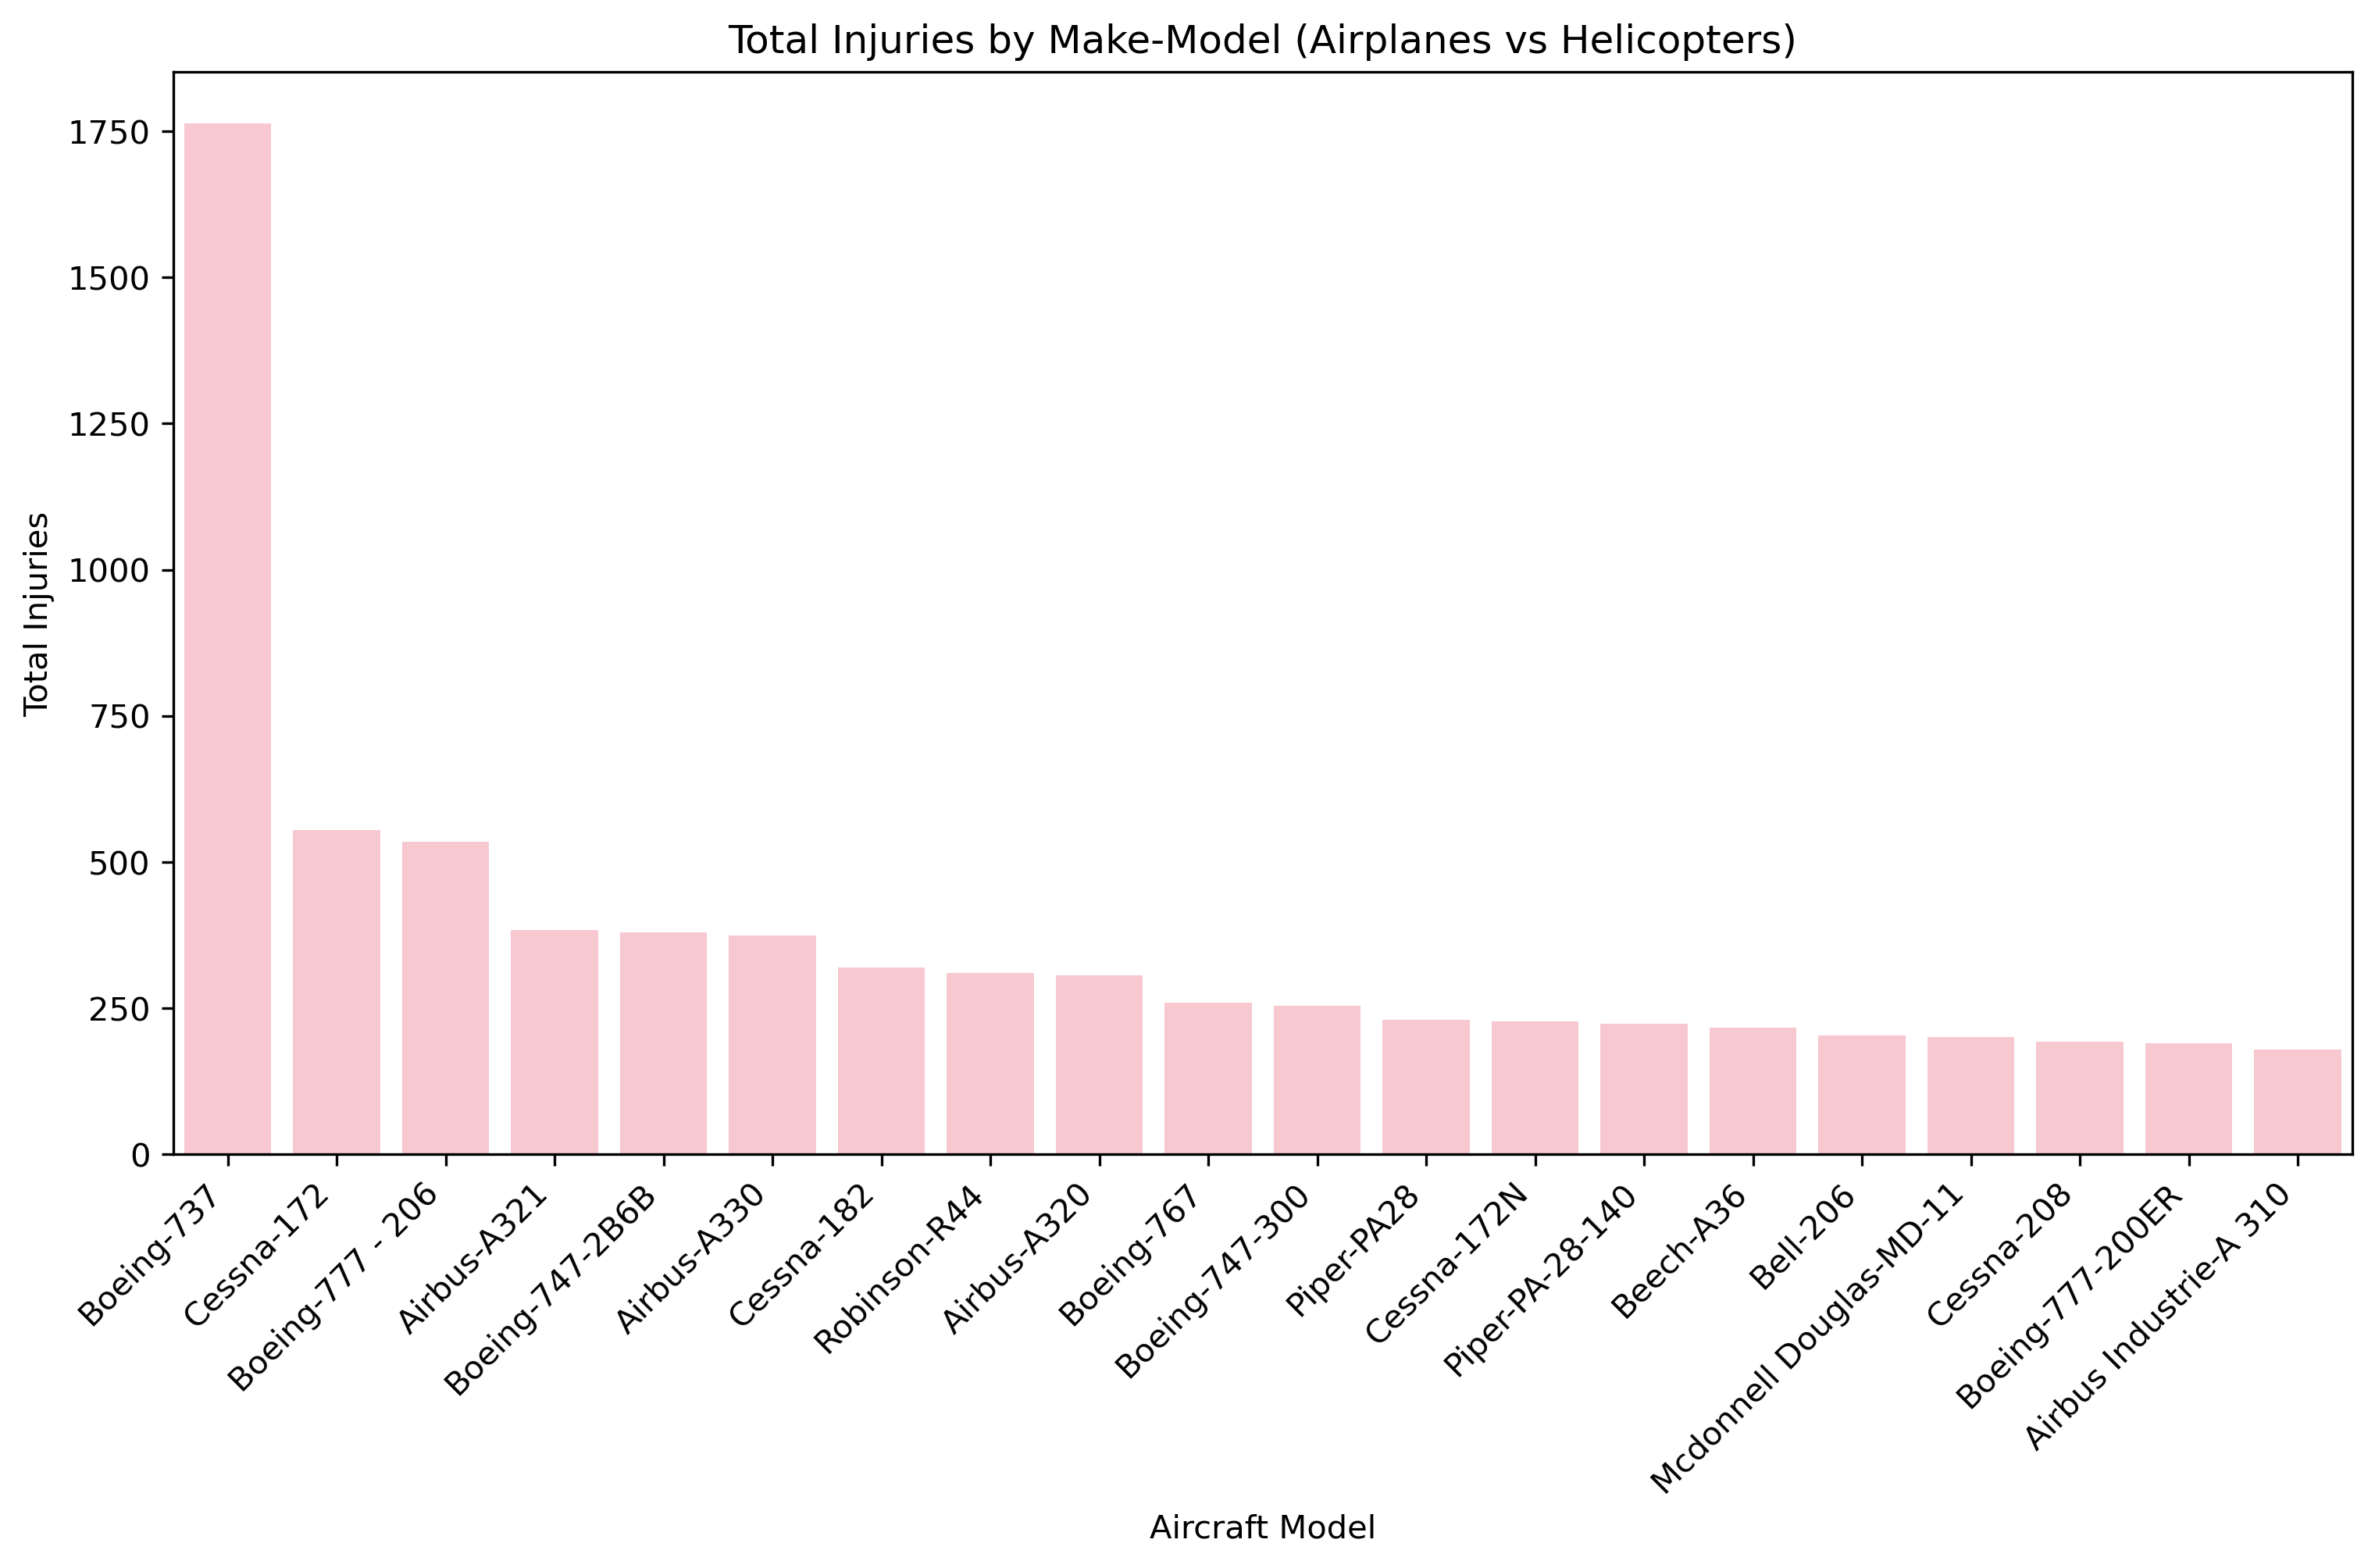 Total Injuries by Make-Model (Airplanes vs Helicopters)
Total Injuries
1750
1500
1250
1000
750
500
250
0
Boeing-737
Cessna-172
Boeing-777 - 206
Airbus-A321
Boeing-747-2B6B
Airbus-A330
Cessna-182
Robinson-R44
Airbus-A320
Boeing-767
Boeing-747-300
Piper-PA28
Cessna-172N
Piper-PA-28-140
Beech-A36
Bell-206
Mcdonnell Douglas-MD-11
Cessna-208
Boeing-777-200ER
Airbus Industrie-A 310
Aircraft Model